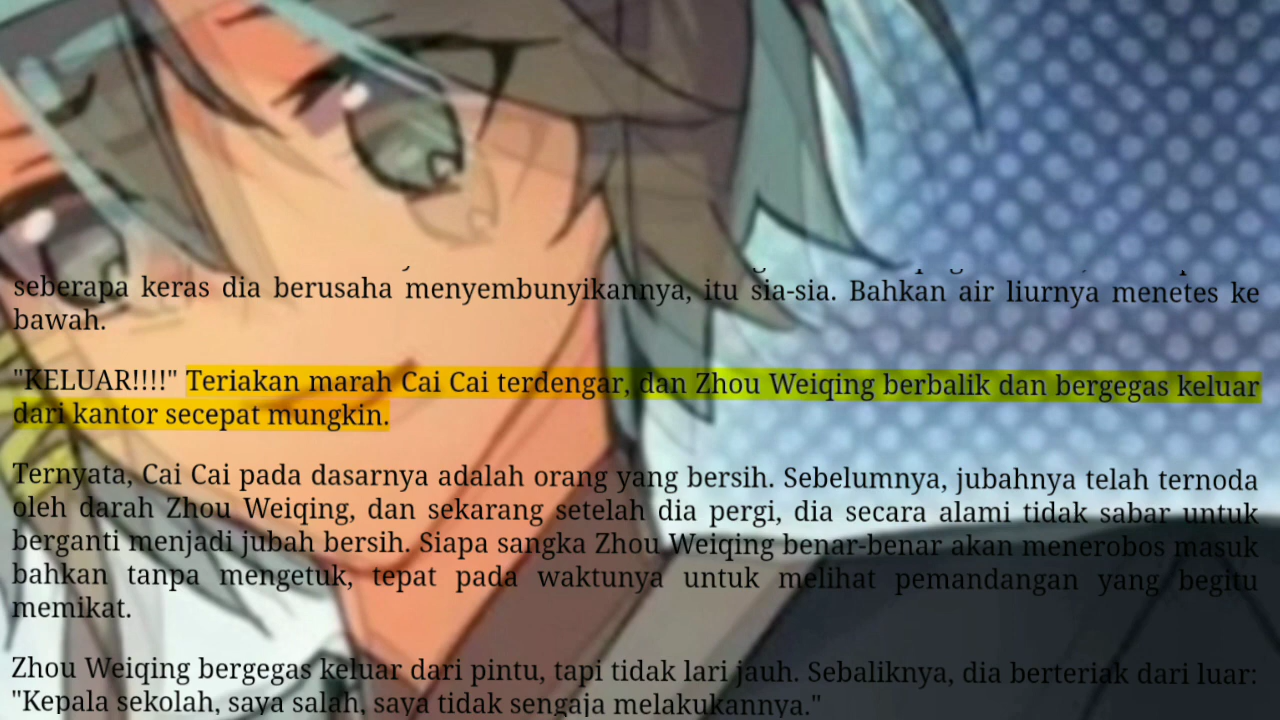 seberapa keras dia berusaha menyembunyikannya, itu sia-sia. Bahkan air liurnya menetes ke
bawah.
"KELUAR!!!!" Teriakan marah Cai Cai terdengar, dan Zhou Weiqing berbalik dan bergegas keluar
dari kantor secepat mungkin.
Ternyata, Cai Cai pada dasarnya adalah orang yang bersih. Sebelumnya, jubahnya telah ternoda
oleh darah Zhou Weiqing, dan sekarang setelah dia pergi, dia secara alami tidak sabar untuk
berganti menjadi jubah bersih. Siapa sangka Zhou Weiqing benar-benar akan menerobos masuk
bahkan tanpa mengetuk, tepat pada waktunya untuk melihat pemandangan yang begitu
memikat.
Zhou Weiqing bergegas keluar dari pintu, tapi tidak lari jauh. Sebaliknya, dia berteriak dari luar:
"Kepala sekolah, saya salah, saya tidak sengaja melakukannya."